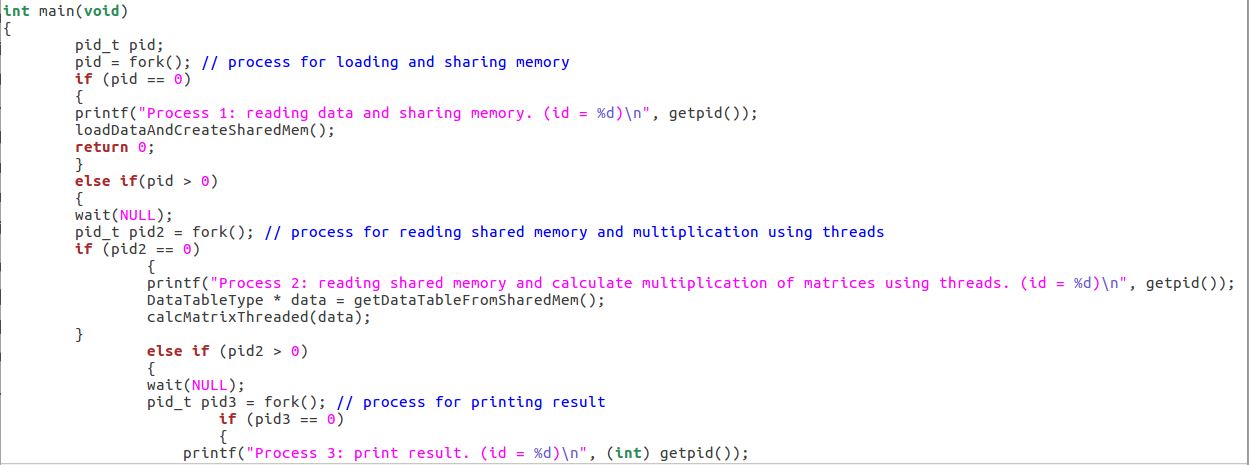 int main(void)
{
pid_t pid;
pid = fork(); // process for loading and sharing memory
if (pid == 0)
{
printf("Process 1: reading data and sharing memory. (id = %d)\n", getpid());
loadDataAndCreateSharedMem();
return 0;
}
else if(pid > 0)
{
wait(NULL);
pid_t pid2 = fork(); // process for reading shared memory and multiplication using threads
if (pid2 == 0)
{
printf("Process 2: reading shared memory and calculate multiplication of matrices using threads. (id = %d)\n", getpid());
DataTableType * data = getDataTableFromSharedMem();
calcMatrixThreaded(data);
}
else if (pid2 > 0)
{
wait(NULL);
pid_t pid3 = fork(); // process for printing result
if (pid3 == 0)
{
printf("Process 3: print result. (id = %d)\n", (int) getpid());